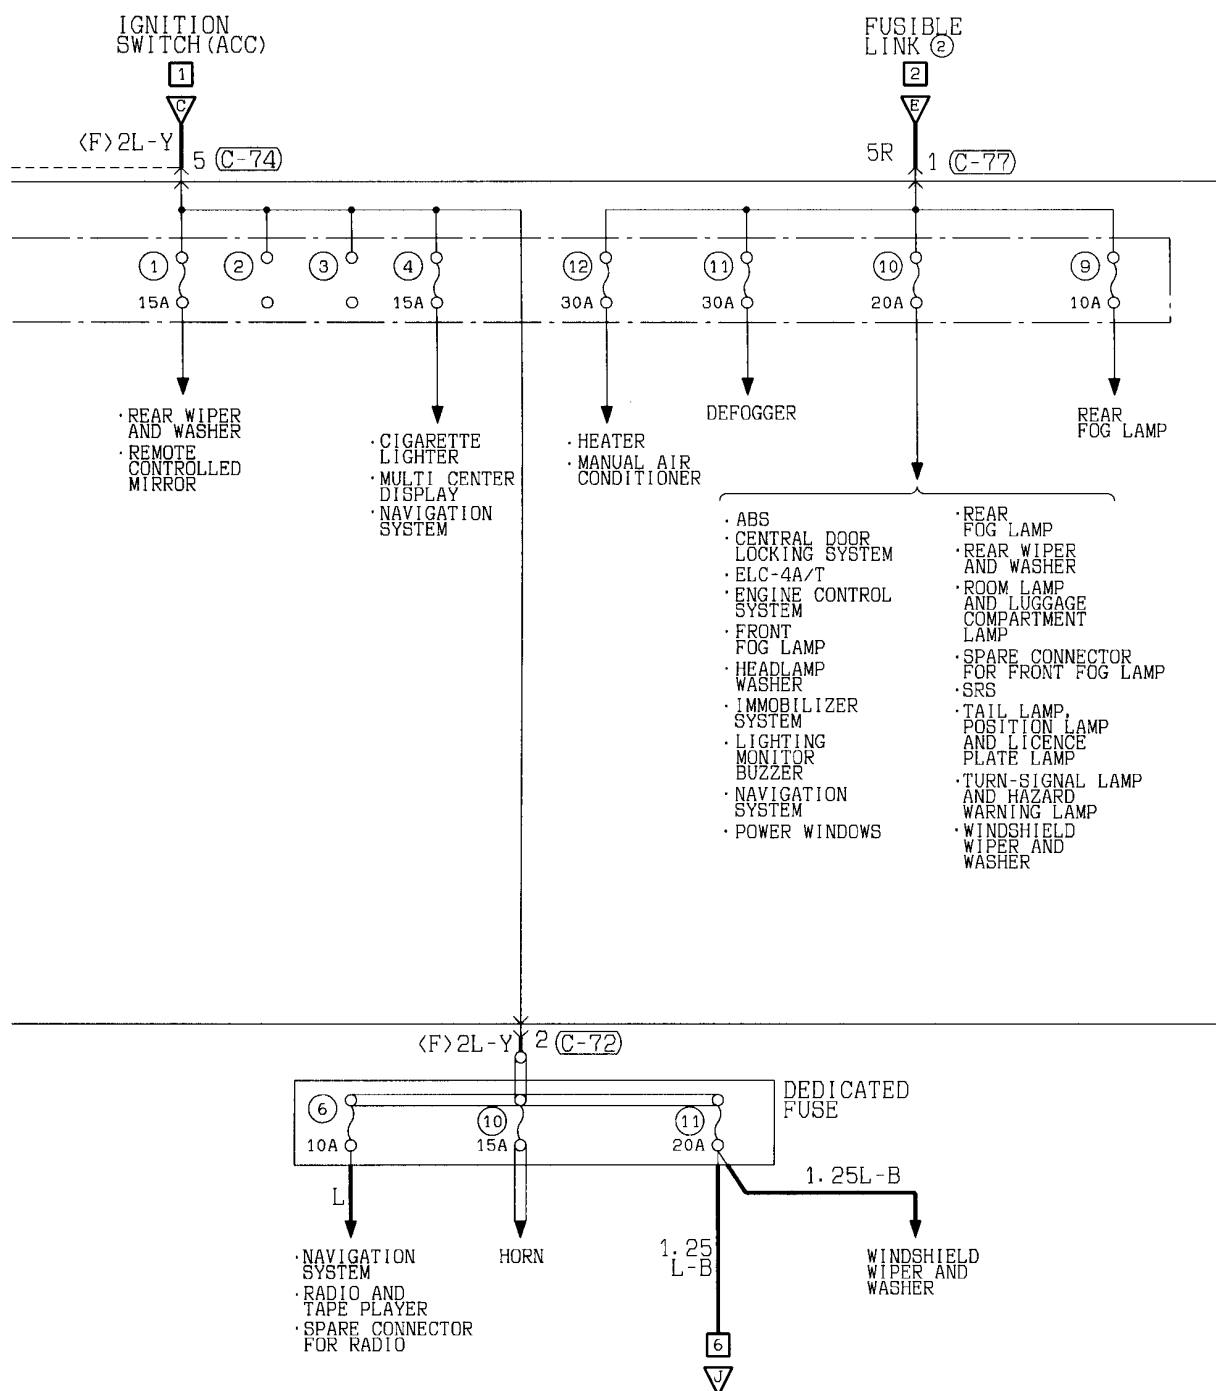 IGNITION
SWITCH(ACC)
1
C
<F>2L-Y
5 C-74
FUSIBLE
LINK ②
2
E
5R
1 C-77
①
15A
②
③
④
15A
⑫
30A
⑪
30A
⑩
20A
⑨
10A
·REAR WIPER
AND WASHER
·REMOTE
CONTROLLED
MIRROR
·CIGARETTE
LIGHTER
·MULTI CENTER
DISPLAY
·NAVIGATION
SYSTEM
·HEATER
·MANUAL AIR
CONDITIONER
DEFOGGER
REAR
FOG LAMP
·ABS
·CENTRAL DOOR
LOCKING SYSTEM
·ELC-4A/T
·ENGINE CONTROL
SYSTEM
·FRONT
FOG LAMP
·HEADLAMP
WASHER
·IMMOBILIZER
SYSTEM
·LIGHTING
MONITOR
BUZZER
·NAVIGATION
SYSTEM
·POWER WINDOWS
·REAR
FOG LAMP
·REAR WIPER
AND WASHER
·ROOM LAMP
AND LUGGAGE
COMPARTMENT
LAMP
·SPARE CONNECTOR
FOR FRONT FOG LAMP
·SRS
·TAIL LAMP,
POSITION LAMP
AND LICENCE
PLATE LAMP
·TURN-SIGNAL LAMP
AND HAZARD
WARNING LAMP
·WINDSHIELD
WIPER AND
WASHER
<F>2L-Y
2 C-72
DEDICATED
FUSE
⑥
10A
⑩
15A
⑪
20A
L
1.25L-B
1.25
L-B
·NAVIGATION
SYSTEM
·RADIO AND
TAPE PLAYER
·SPARE CONNECTOR
FOR RADIO
HORN
WINDSHIELD
WIPER AND
WASHER
6
J